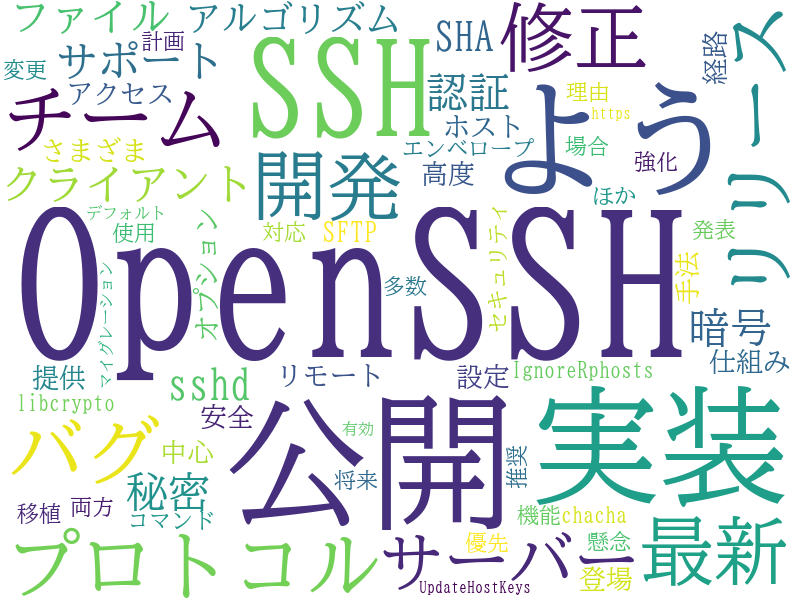 ファイル
アルゴリズム
計画
SHA
修正
リリース
変更
サポート
SSH
経路
アクセス
認証
理由
https
チーム
ホスト
よう
さまざま
エンベロープ
場合
強化
クライアント
開発
高度
ほか
デフォルト
使用
オプション
対応
SFTP
セキュリティ
発表
OpenSSH
マイグレーション
多数
手法
暗号
仕組み
提供
sshd
リモート
設定
IgnoreRphosts
libcrypto
安全
公開
実装
バグ
中心
有効
秘密
将来
推奨
移植
両方
コマンド
機能
chacha
最新
プロトコル
サーバー
優先
懸念
登場
UpdateHostKeys